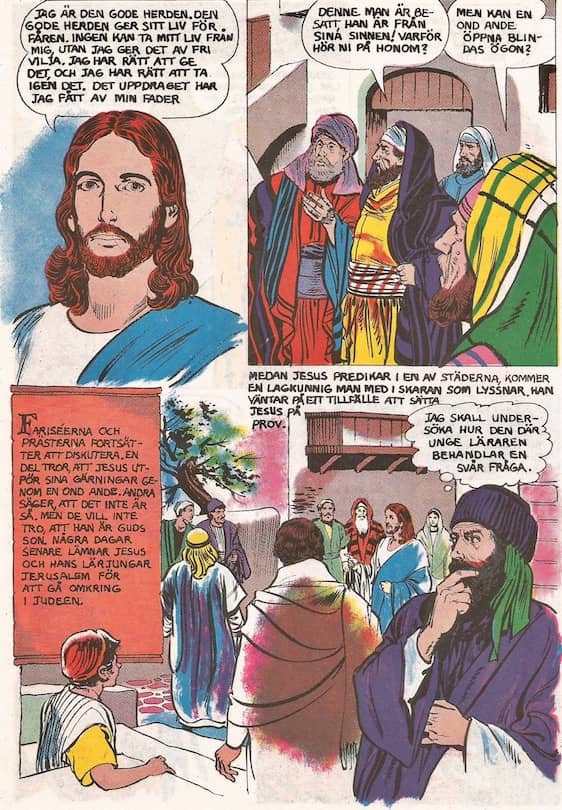 JAG ÄR DEN GODE HERDEN. DEN
GODE HERDEN GER SITT LIV FÖR
FÅREN. INGEN KAN TA MITT LIV FRÅN
MIG, UTAN JAG GER DET AV FRI
VILJA. JAG HAR RÄTT ATT GE
DET, OCH JAG HAR RÄTT ATT TA
IGEN DET. DET UPPDRAGET HAR
JAG FÅTT AV MIN FADER
DENNE MAN ÄR BE-
SATT, HAN ÄR FRÅN
SINA SINNEN! VARFÖR
HÖR NI PÅ HONOM?
MEN KAN EN
OND ANDE
ÖPPNA BLIN-
DAS ÖGON?
FARISEERNA OCH
PRÄSTERNA FORTSÄT-
TER ATT DISKUTERA. EN
DEL TROR, ATT JESUS UT-
FÖR SINA GÄRNINGAR GE-
NOM EN OND ANDE. ANDRA
SÄGER, ATT DET INTE ÄR
SÅ. MEN DE VILL INTE
TRO, ATT HAN ÄR GUDS
SON. NÅGRA DAGAR
SENARE LÄMNAR JESUS
OCH HANS LÄRJUNGAR
JERUSALEM FÖR
ATT GÅ OMKRING
I JUDEEN.
MEDAN JESUS PREDIKAR I EN AV STÄDERNA, KOMMER
EN LAGKUNNIG MAN MED I SKARAN SOM LYSSNAR. HAN
VÄNTAR PÅ ETT TILLFÄLLE ATT SÄTTA
JESUS PÅ
PROV.
JAG SKALL UNDER-
SÖKA HUR DEN DÄR
UNGE LÄRAREN
BEHANDLAR EN
SVÅR FRÅGA.